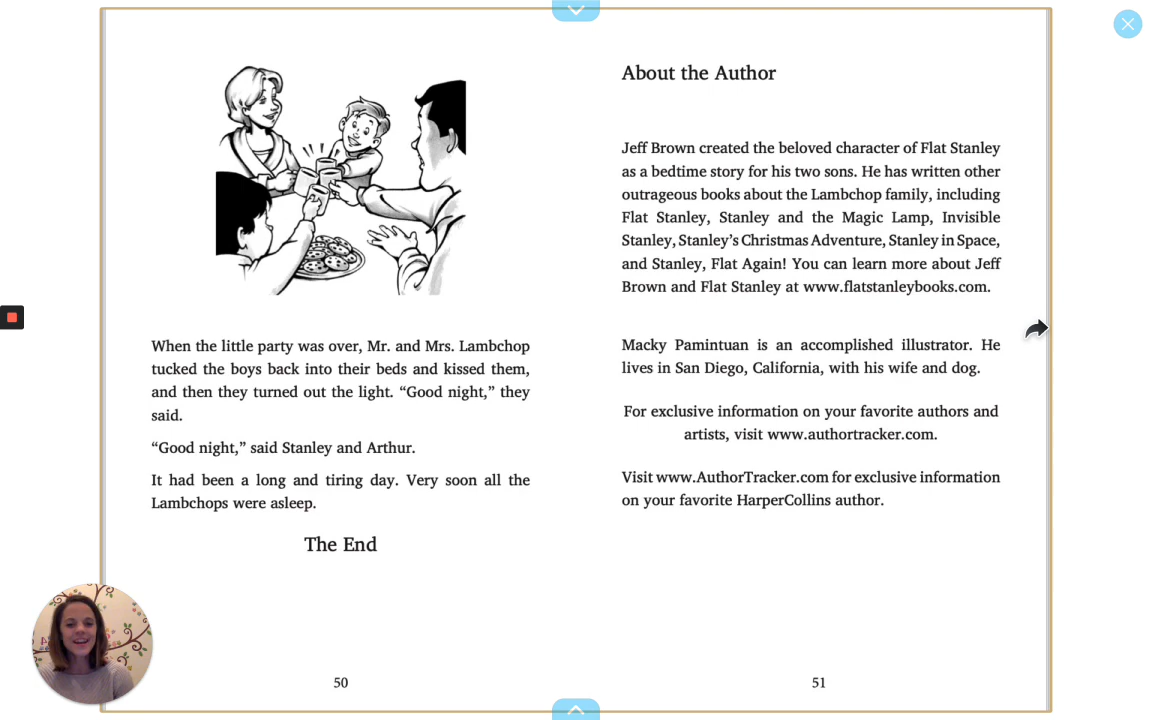 When the little party was over, Mr. and Mrs. Lambchop
tucked the boys back into their beds and kissed them,
and then they turned out the light. “Good night,” they
said.
“Good night,” said Stanley and Arthur.
It had been a long and tiring day. Very soon all the
Lambchops were asleep.
The End
50
About the Author
Jeff Brown created the beloved character of Flat Stanley
as a bedtime story for his two sons. He has written other
outrageous books about the Lambchop family, including
Flat Stanley, Stanley and the Magic Lamp, Invisible
Stanley, Stanley’s Christmas Adventure, Stanley in Space,
and Stanley, Flat Again! You can learn more about Jeff
Brown and Flat Stanley at www.flatstanleybooks.com.
Macky Pamintuan is an accomplished illustrator. He
lives in San Diego, California, with his wife and dog.
For exclusive information on your favorite authors and
artists, visit www.authortracker.com.
Visit www.AuthorTracker.com for exclusive information
on your favorite HarperCollins author.
51